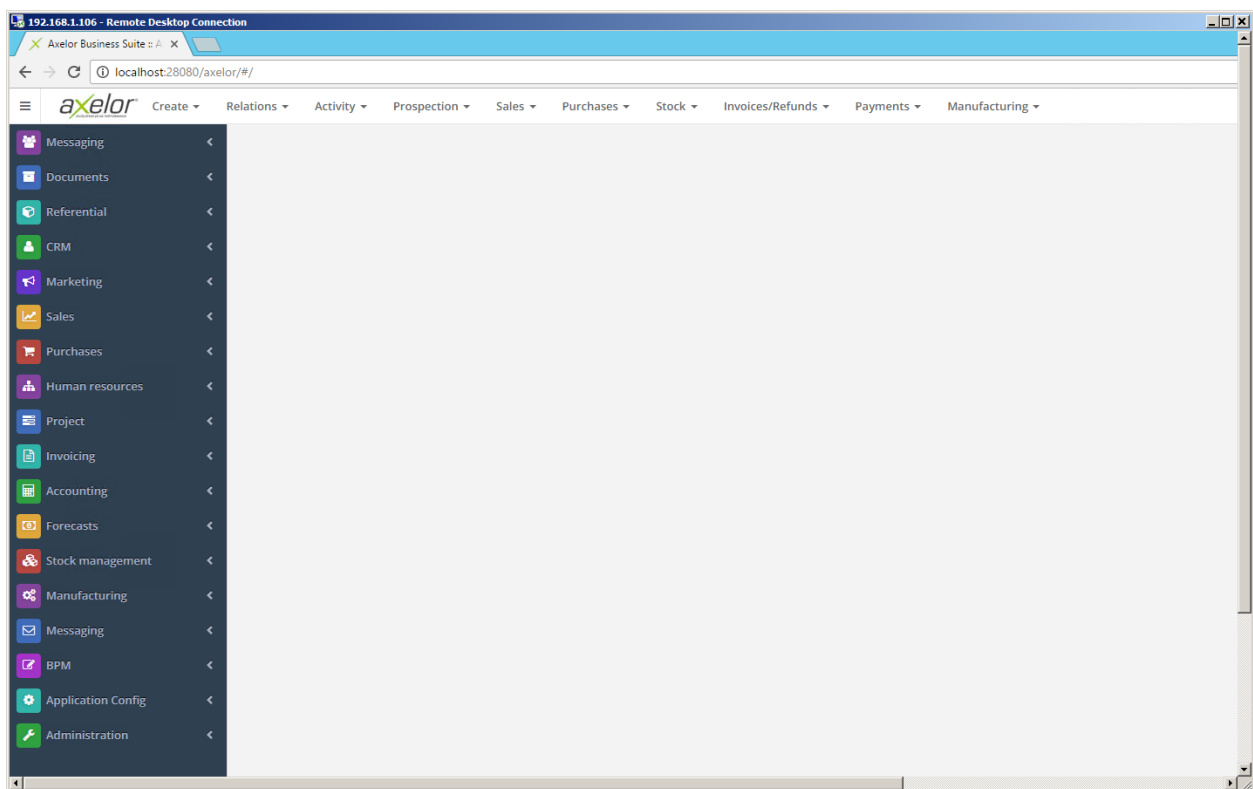 192.168.1.106 - Remote Desktop Connection
Axelor Business Suite :: A
localhost:28080/axelor/#/
axelor Create Relations Activity Prospection Sales Purchases Stock Invoices/Refunds Payments Manufacturing
Messaging
Documents
Referential
CRM
Marketing
Sales
Purchases
Human resources
Project
Invoicing
Accounting
Forecasts
Stock management
Manufacturing
Messaging
BPM
Application Config
Administration